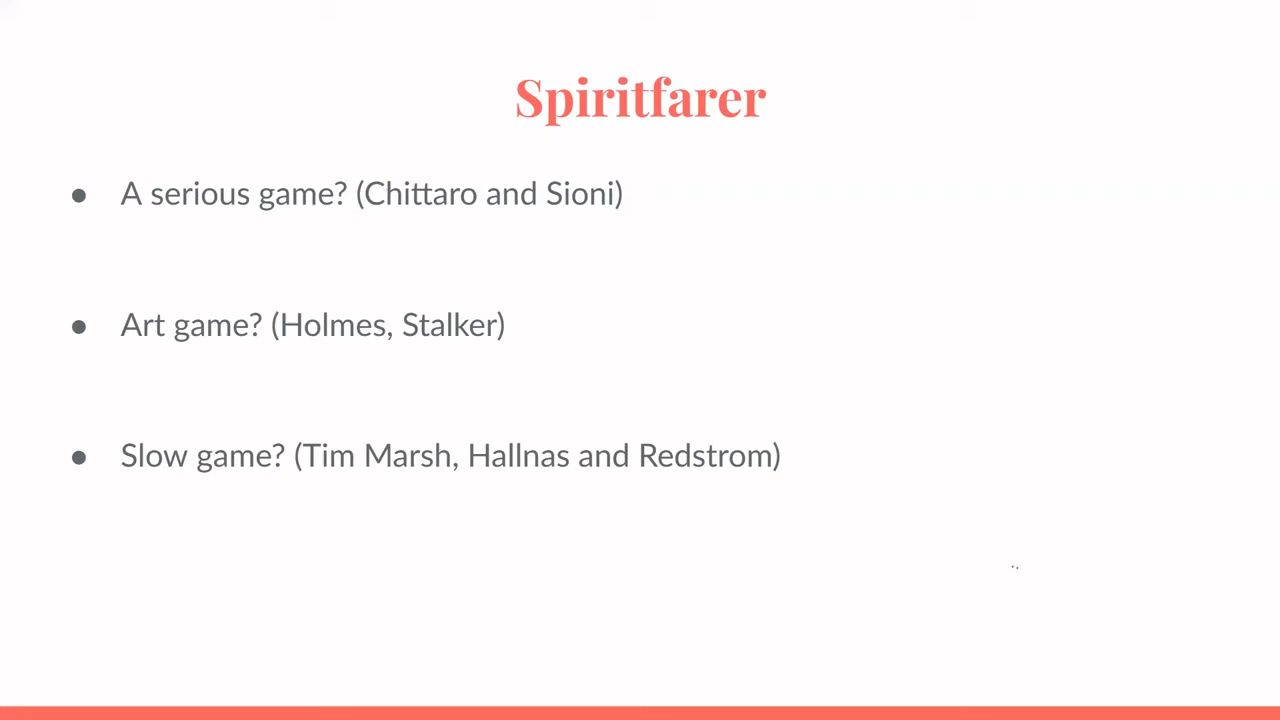 Spiritfarer
● A serious game? (Chittaro and Sioni)
● Art game? (Holmes, Stalker)
● Slow game? (Tim Marsh, Hallnas and Redstrom)